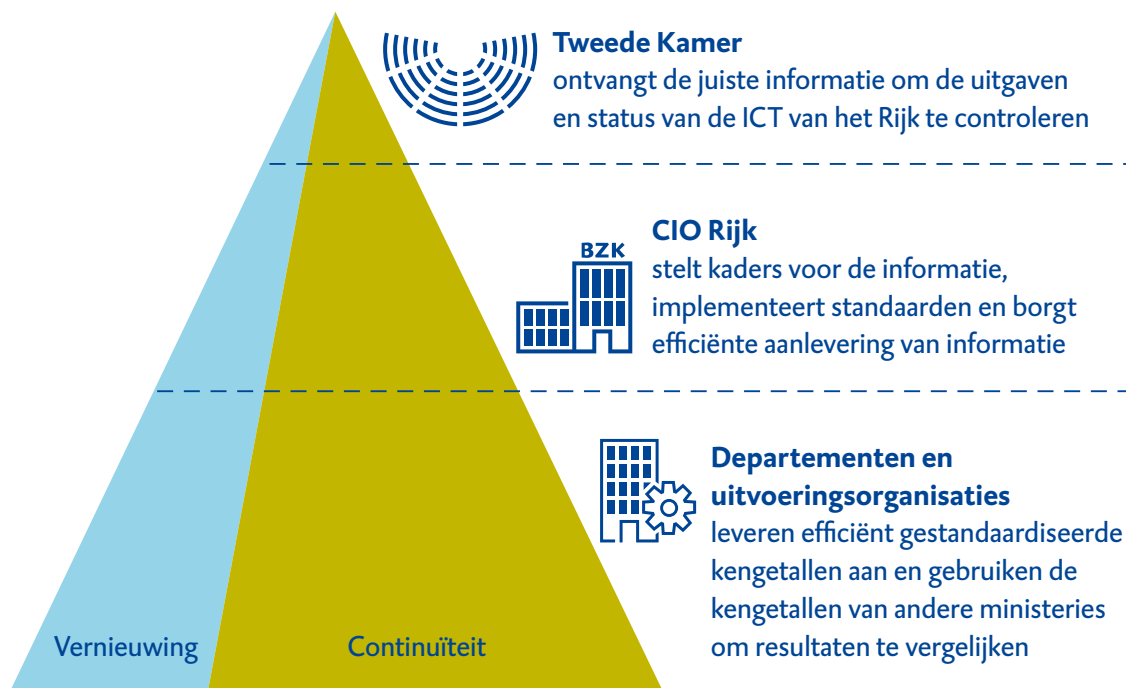 Tweede Kamer
ontvangt de juiste informatie om de uitgaven
en status van de ICT van het Rijk te controleren
BZK
CIO Rijk
stelt kaders voor de informatie,
implementeert standaarden en borgt
efficiënte aanlevering van informatie
Departementen en
uitvoeringsorganisaties
leveren efficiënt gestandaardiseerde
kengetallen aan en gebruiken de
kengetallen van andere ministeries
om resultaten te vergelijken
Vernieuwing
Continuïteit